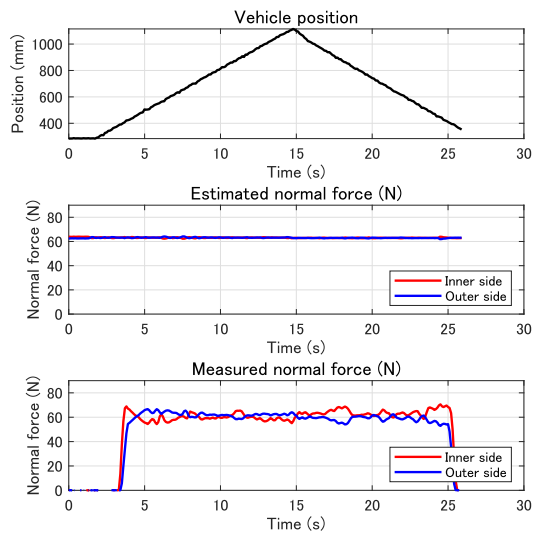 Vehicle position
Position (mm)
1000
800
600
400
0 5 10 15 20 25 30
Time (s)
Estimated normal force (N)
Normal force (N)
80
60
40
20
0
Inner side
Outer side
0 5 10 15 20 25 30
Time (s)
Measured normal force (N)
Normal force (N)
80
60
40
20
0
Inner side
Outer side
0 5 10 15 20 25 30
Time (s)